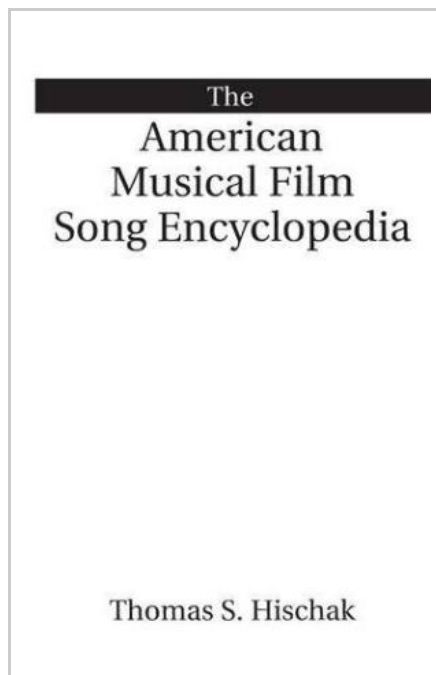 The
American
Musical Film
Song Encyclopedia
Thomas S. Hischak